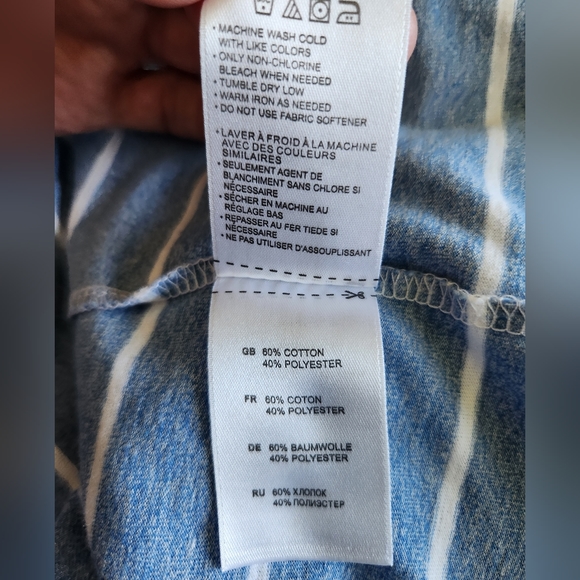 • MACHINE WASH COLD
WITH LIKE COLORS
• ONLY NON-CHLORINE
BLEACH WHEN NEEDED
• TUMBLE DRY LOW
• WARM IRON AS NEEDED
• DO NOT USE FABRIC SOFTENER
• LAVER À FROID À LA MACHINE
AVEC DES COULEURS
SIMILAIRES
• SEULEMENT AGENT DE
BLANCHIMENT SANS CHLORE SI
NÉCESSAIRE
• SÉCHER EN MACHINE AU
RÉGLAGE BAS
• REPASSER AU FER TIEDE SI
NÉCESSAIRE
• NE PAS UTILISER D'ASSOUPLISSANT
GB 60% COTTON
40% POLYESTER
FR 60% COTON
40% POLYESTER
DE 60% BAUMWOLLE
40% POLYESTER
RU 60% ХЛОПОК
40% ПОЛИЭСТЕР